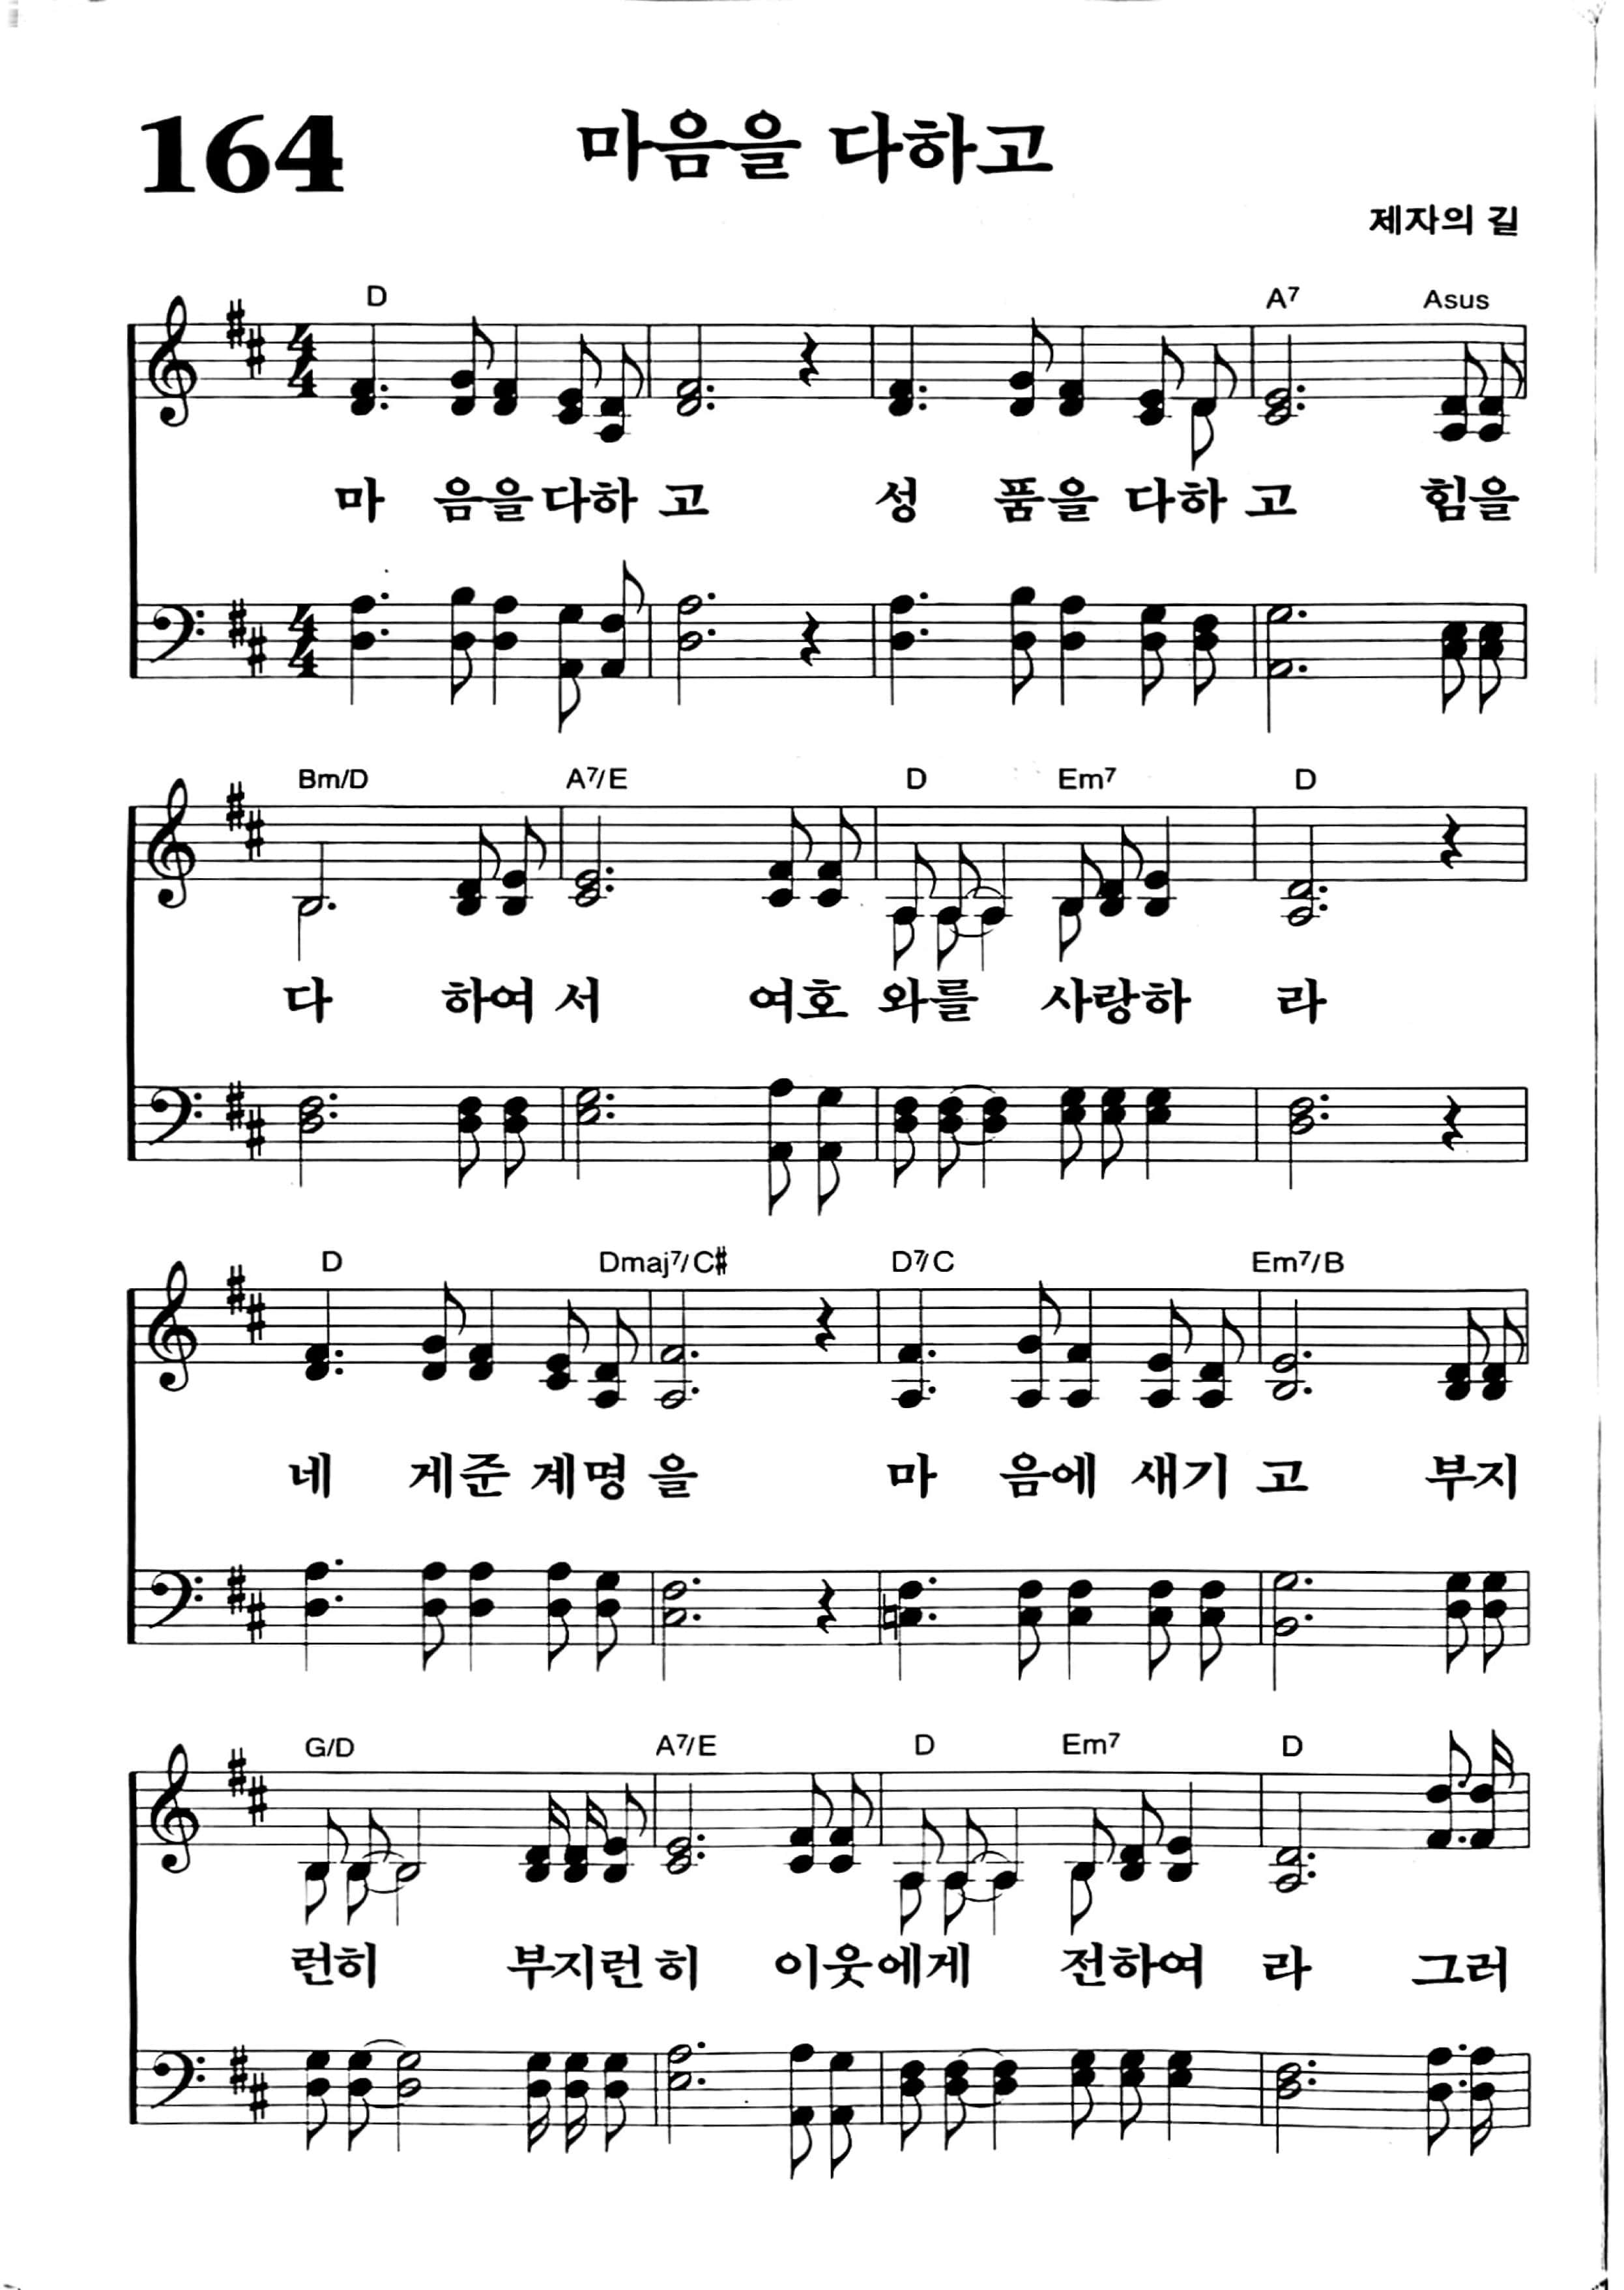 164
마음을 다하고
제자의 길
D A7 Asus
마 음을다하 고 성 품을 다하 고 힘을
Bm/D A7/E D Em7 D
다 하여 서 여호 와를 사랑하 라
D Dmaj7/C# D7/C Em7/B
네 게준 계명 을 마 음에 새기 고 부지
G/D A7/E D Em7 D
런히 부지런 히 이웃에게 전하여 라 그러